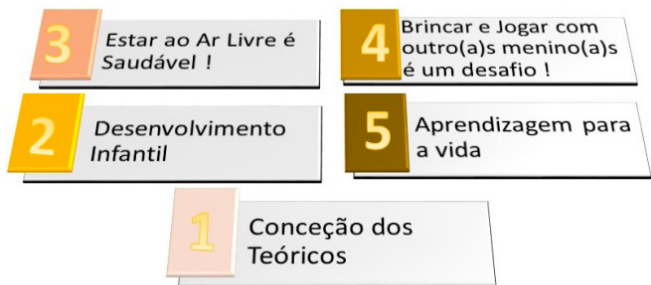 3
Estar ao Ar Livre é
Saudável !
4
Brincar e Jogar com
outro(a)s menino(a)s
é um desafio !
2
Desenvolvimento
Infantil
5
Aprendizagem para
a vida
1
Conceção dos
Teóricos